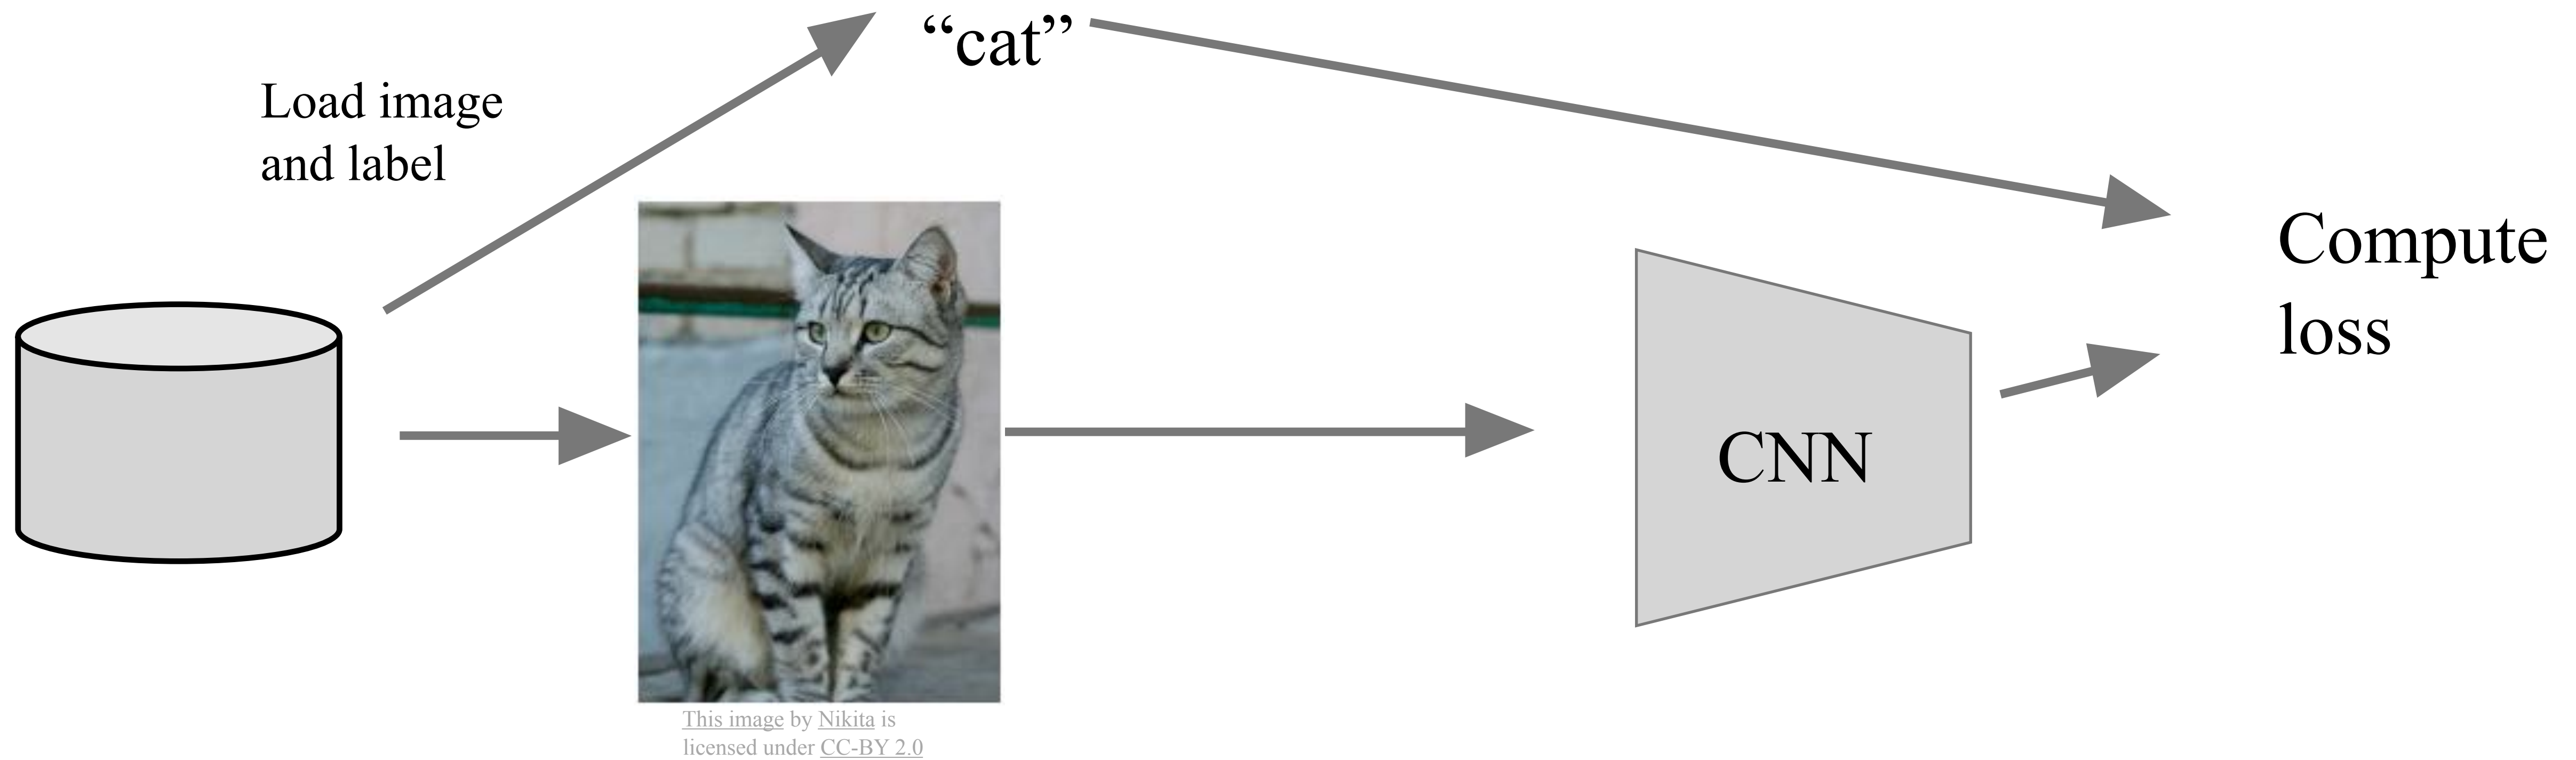 “cat”
Load image
and label
Compute
loss
CNN
This image by Nikita is
licensed under CC-BY 2.0